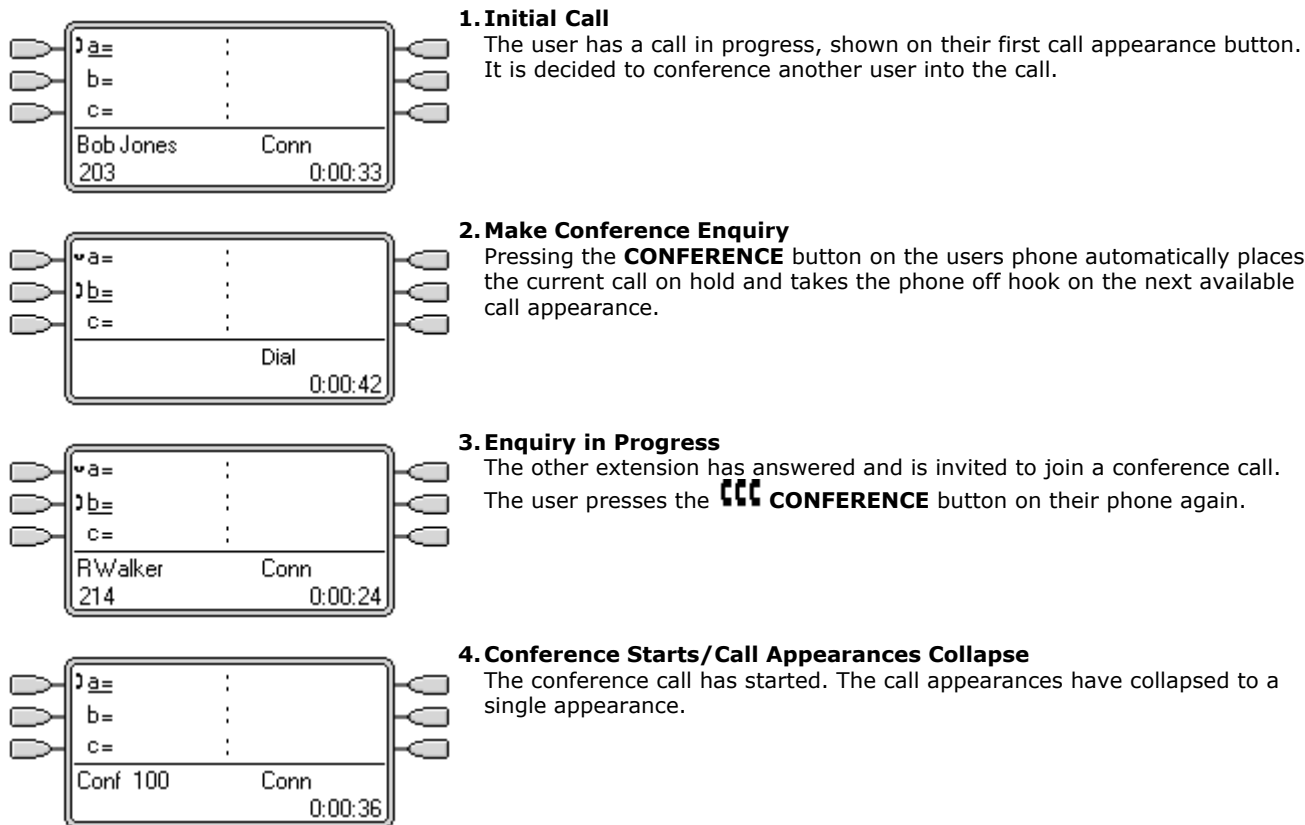 1. Initial Call
The user has a call in progress, shown on their first call appearance button.
It is decided to conference another user into the call.
a=
b=
c=
Bob Jones Conn
203 0:00:33
2. Make Conference Enquiry
Pressing the CONFERENCE button on the users phone automatically places
the current call on hold and takes the phone off hook on the next available
call appearance.
a=
b=
c=
Dial
0:00:42
3. Enquiry in Progress
The other extension has answered and is invited to join a conference call.
The user presses the CONFERENCE button on their phone again.
a=
b=
c=
RWalker Conn
214 0:00:24
4. Conference Starts/Call Appearances Collapse
The conference call has started. The call appearances have collapsed to a
single appearance.
a=
b=
c=
Conf 100 Conn
0:00:36